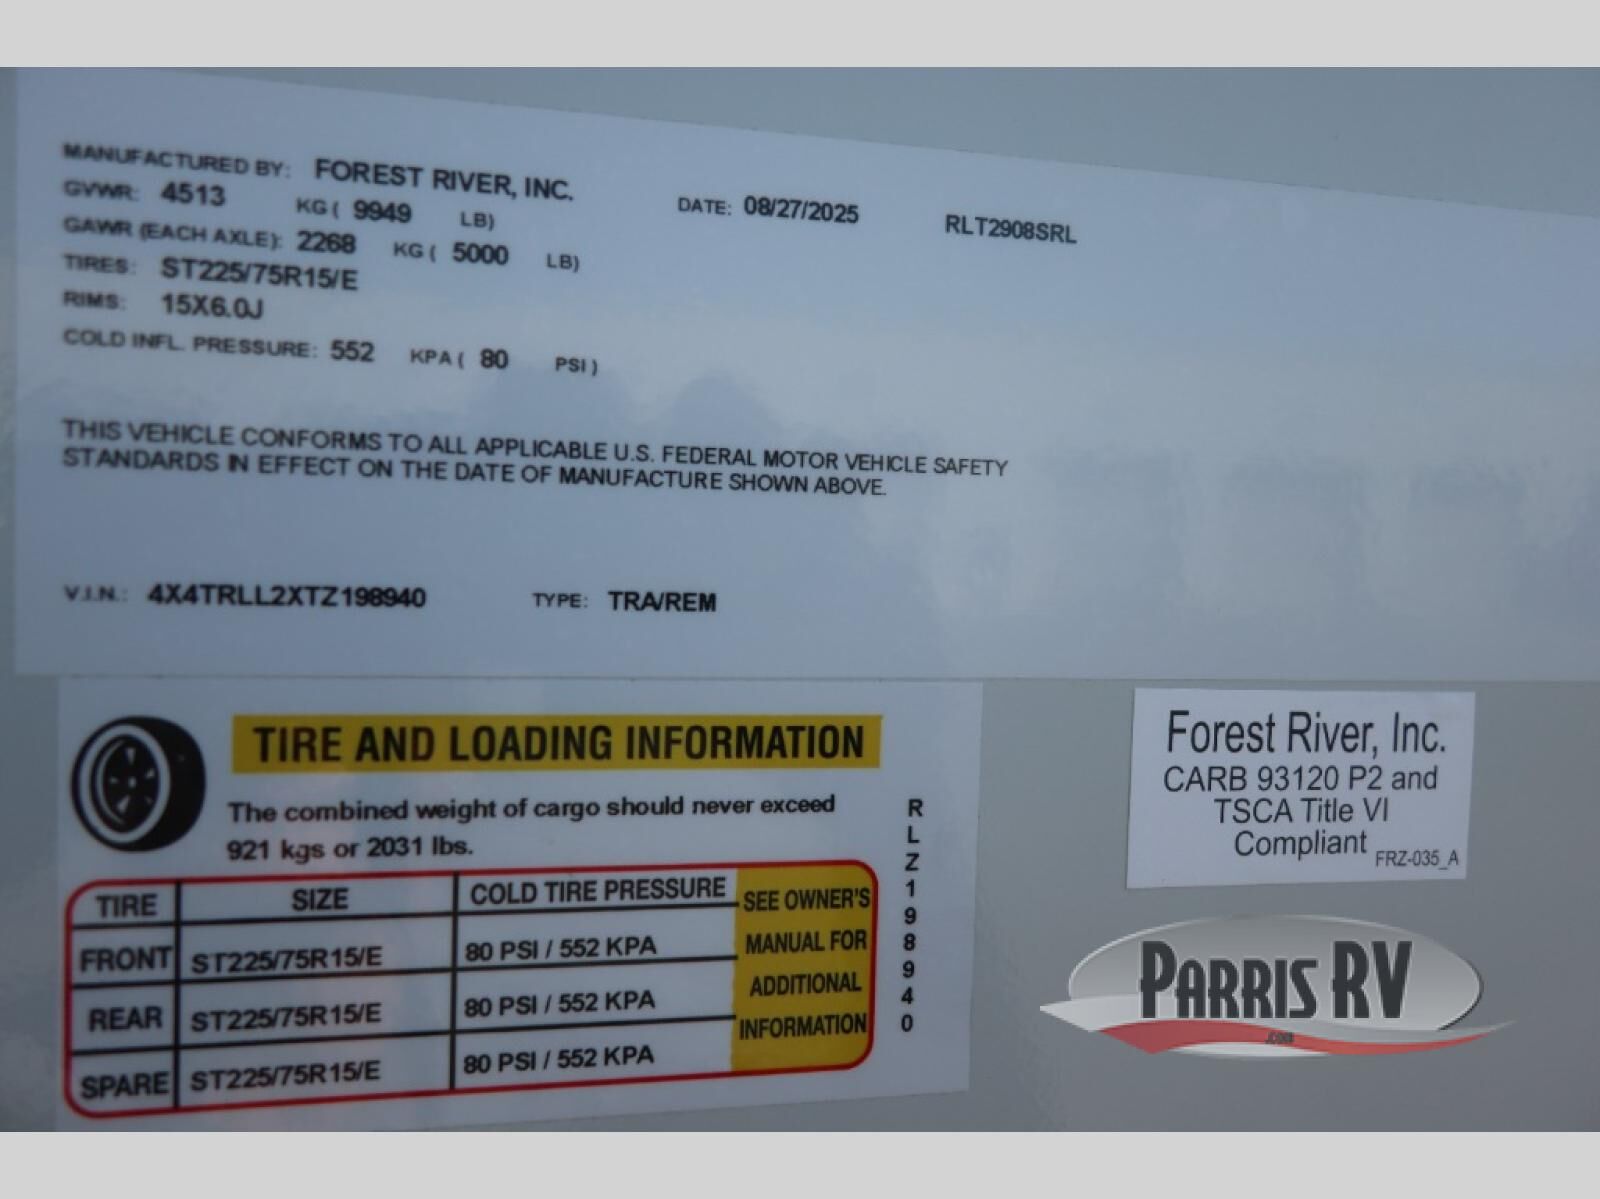 MANUFACTURED BY: FOREST RIVER, INC.
DATE: 08/27/2025 RLT2908SRL
GVWR: 4513 KG ( 9949 LB)
GAWR (EACH AXLE): 2268 KG ( 5000 LB)
TIRES: ST225/75R15/E
RIMS: 15X6.0J
COLD INFL. PRESSURE: 552 KPA ( 80 PSI )
THIS VEHICLE CONFORMS TO ALL APPLICABLE U.S. FEDERAL MOTOR VEHICLE SAFETY
STANDARDS IN EFFECT ON THE DATE OF MANUFACTURE SHOWN ABOVE.
V.I.N.: 4X4TRLL2XTZ198940 TYPE: TRA/REM
TIRE AND LOADING INFORMATION
The combined weight of cargo should never exceed
921 kgs or 2031 lbs.
TIRE SIZE COLD TIRE PRESSURE
FRONT ST225/75R15/E 80 PSI / 552 KPA
REAR ST225/75R15/E 80 PSI / 552 KPA
SPARE ST225/75R15/E 80 PSI / 552 KPA
SEE OWNER'S
MANUAL FOR
ADDITIONAL
INFORMATION
RLZ198940
Forest River, Inc.
CARB 93120 P2 and
TSCA Title VI
Compliant FRZ-035_A
PARRIS RV
.COM